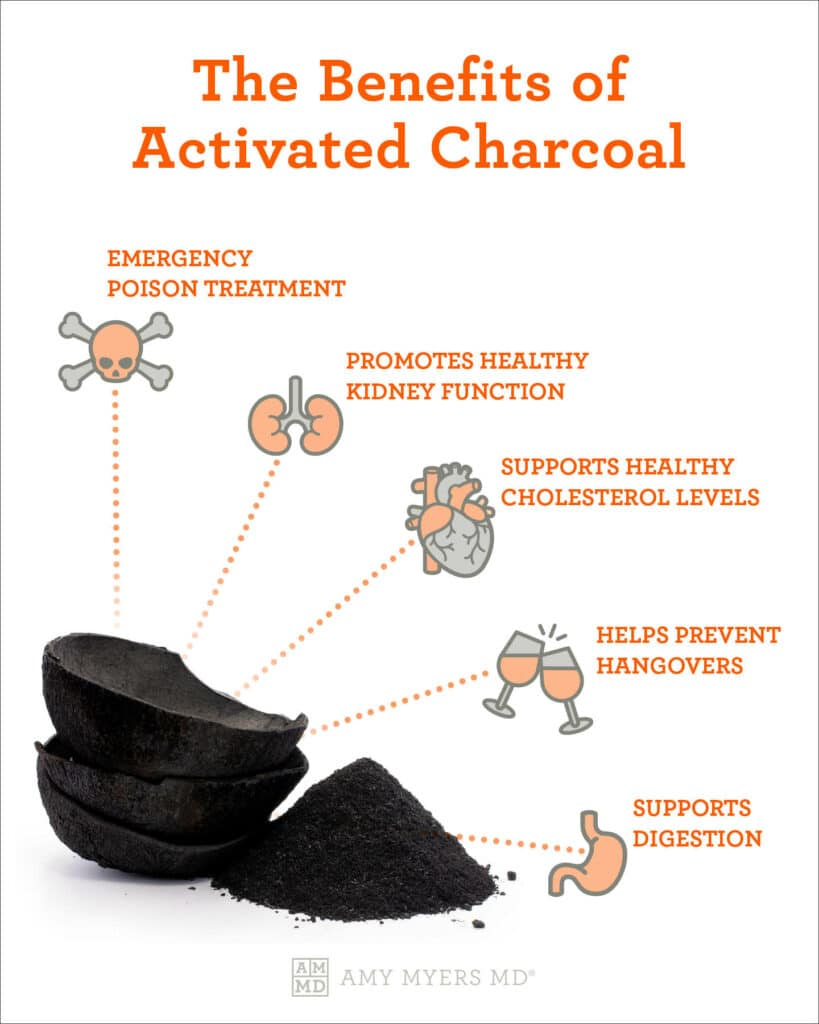 The Benefits of
Activated Charcoal
EMERGENCY
POISON TREATMENT
PROMOTES HEALTHY
KIDNEY FUNCTION
SUPPORTS HEALTHY
CHOLESTEROL LEVELS
HELPS PREVENT
HANGOVERS
SUPPORTS
DIGESTION
AM
MD
AMY MYERS MD®